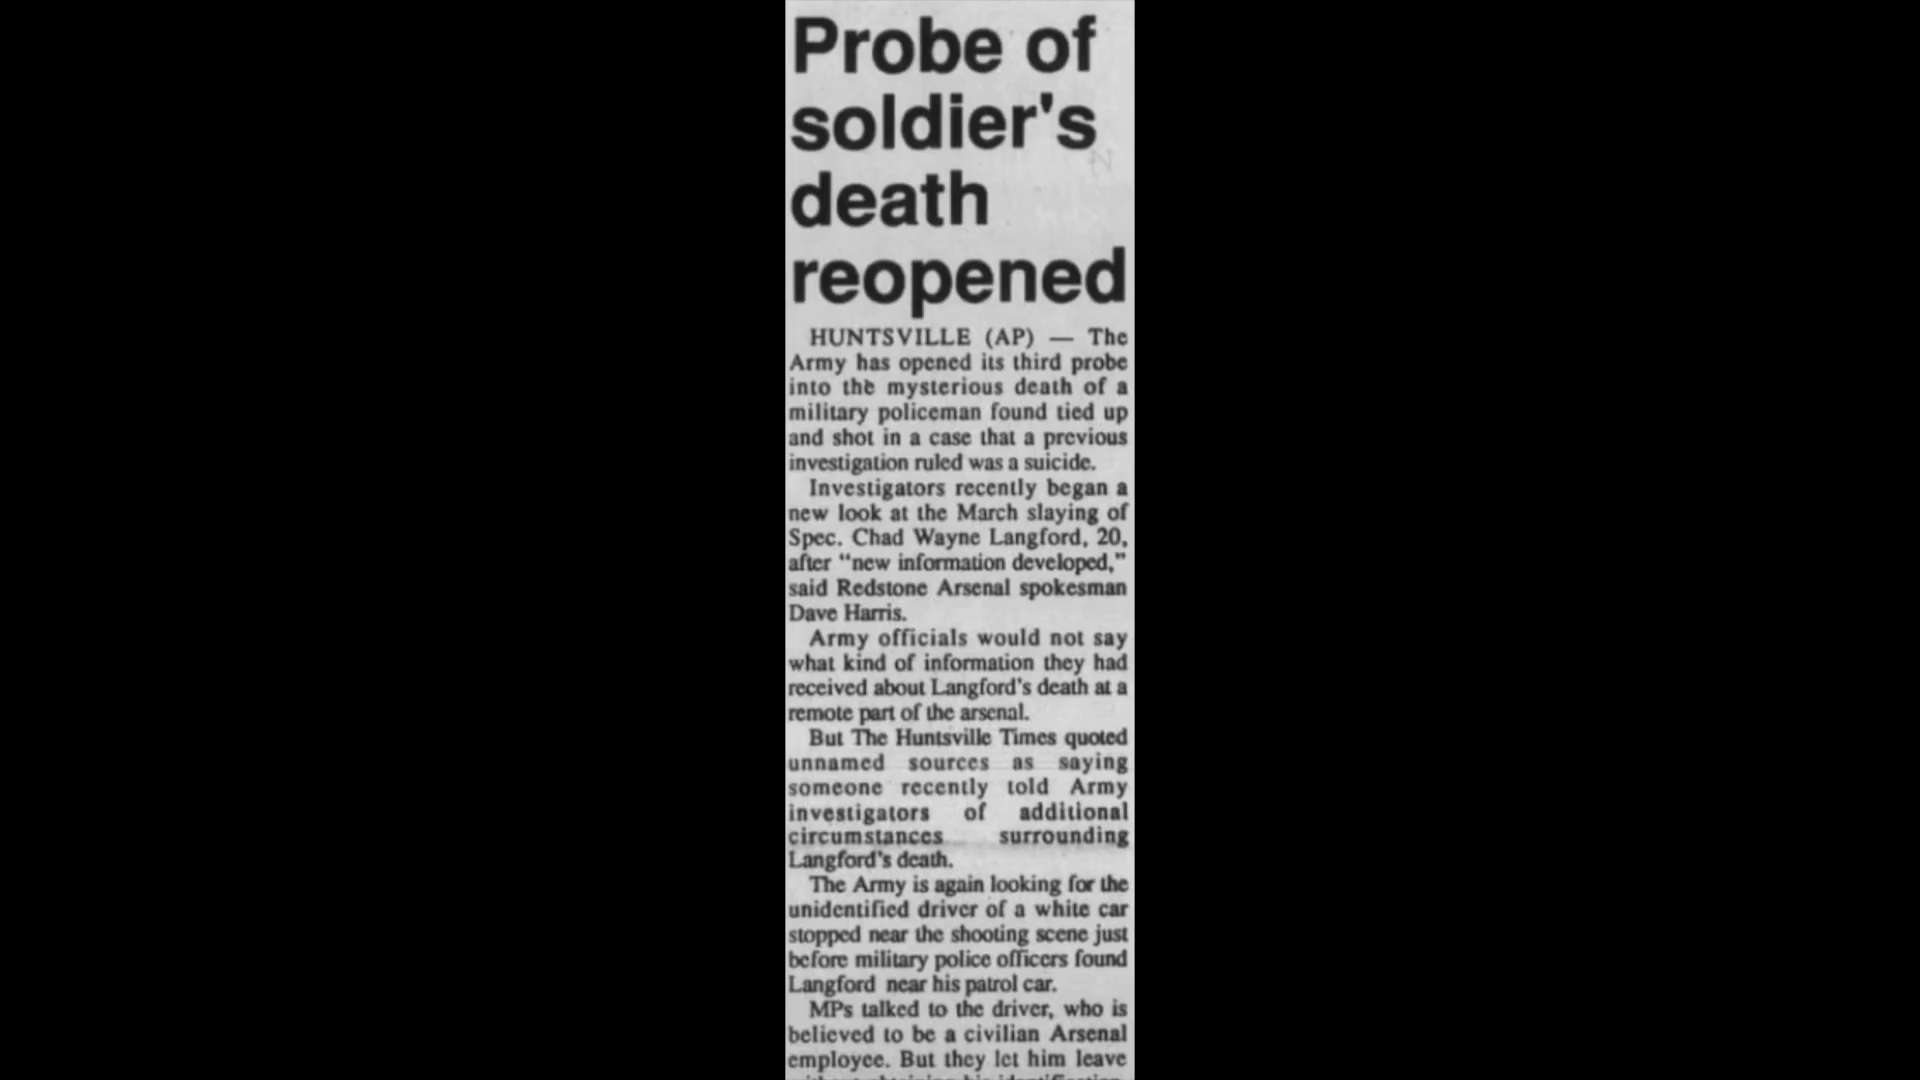 Probe of
soldier's
death
reopened
HUNTSVILLE (AP) — The
Army has opened its third probe
into the mysterious death of a
military policeman found tied up
and shot in a case that a previous
investigation ruled was a suicide.
Investigators recently began a
new look at the March slaying of
Spec. Chad Wayne Langford, 20,
after “new information developed,”
said Redstone Arsenal spokesman
Dave Harris.
Army officials would not say
what kind of information they had
received about Langford's death at a
remote part of the arsenal.
But The Huntsville Times quoted
unnamed sources as saying
someone recently told Army
investigators of additional
circumstances surrounding
Langford's death.
The Army is again looking for the
unidentified driver of a white car
stopped near the shooting scene just
before military police officers found
Langford near his patrol car.
MPs talked to the driver, who is
believed to be a civilian Arsenal
employee. But they let him leave